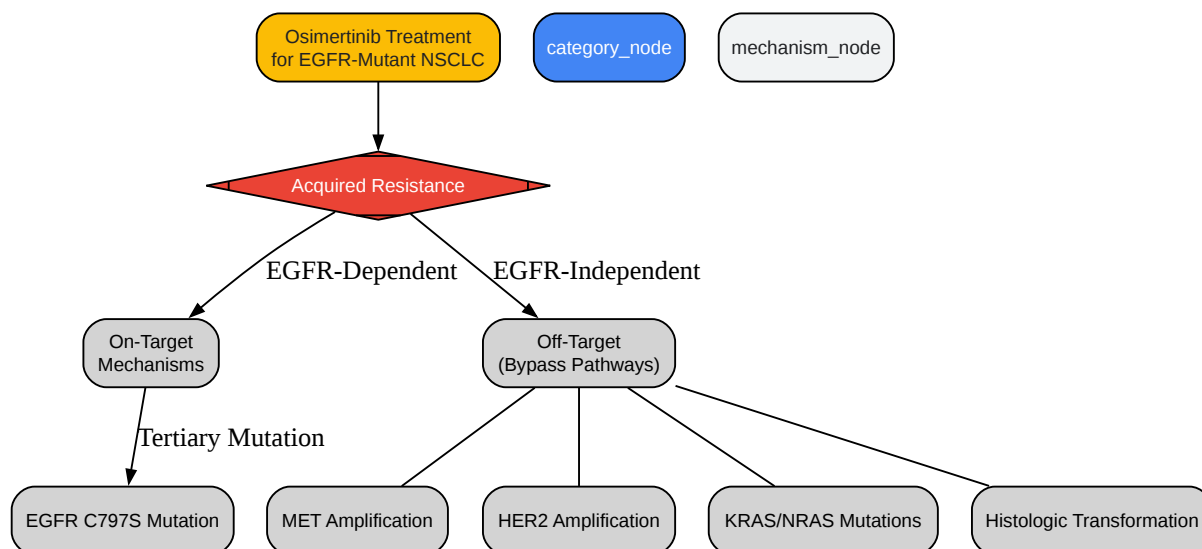 Osimertinib Treatment
for EGFR-Mutant NSCLC
category_node
mechanism_node
Acquired Resistance
EGFR-Dependent
EGFR-Independent
On-Target
Mechanisms
Off-Target
(Bypass Pathways)
Tertiary Mutation
EGFR C797S Mutation
MET Amplification
HER2 Amplification
KRAS/NRAS Mutations
Histologic Transformation